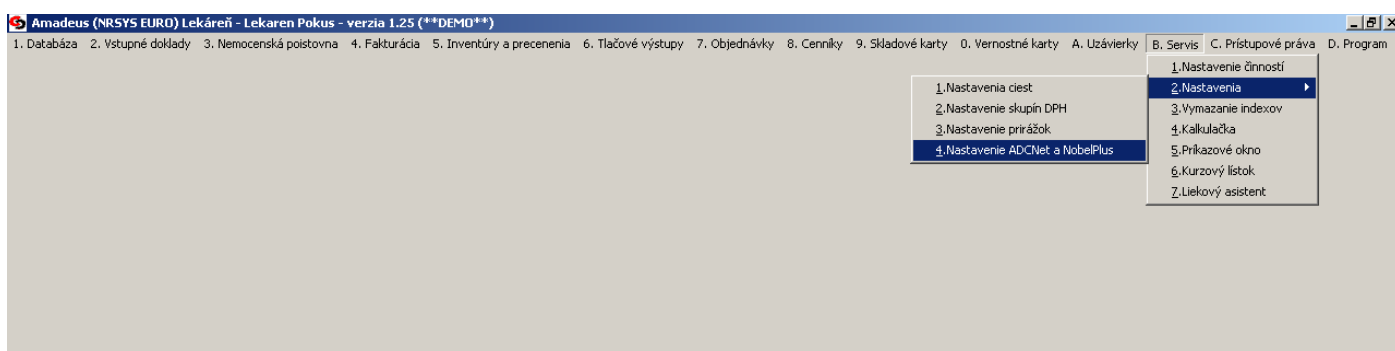 Amadeus (NRSYS EURO) Lekáreň - Lekaren Pokus - verzia 1.25 (**DEMO**)
1. Databáza 2. Vstupné doklady 3. Nemocenská poistovna 4. Fakturácia 5. Inventúry a precenenia 6. Tlačové výstupy 7. Objednávky 8. Cenníky 9. Skladové karty 0. Vernostné karty A. Uzávierky B. Servis C. Prístupové práva D. Program
1.Nastavenie činností
2.Nastavenia
3.Vymazanie indexov
4.Kalkulačka
5.Príkazové okno
6.Kurzový lístok
7.Liekový asistent
1.Nastavenia ciest
2.Nastavenie skupín DPH
3.Nastavenie prirážok
4.Nastavenie ADCNet a NobelPlus